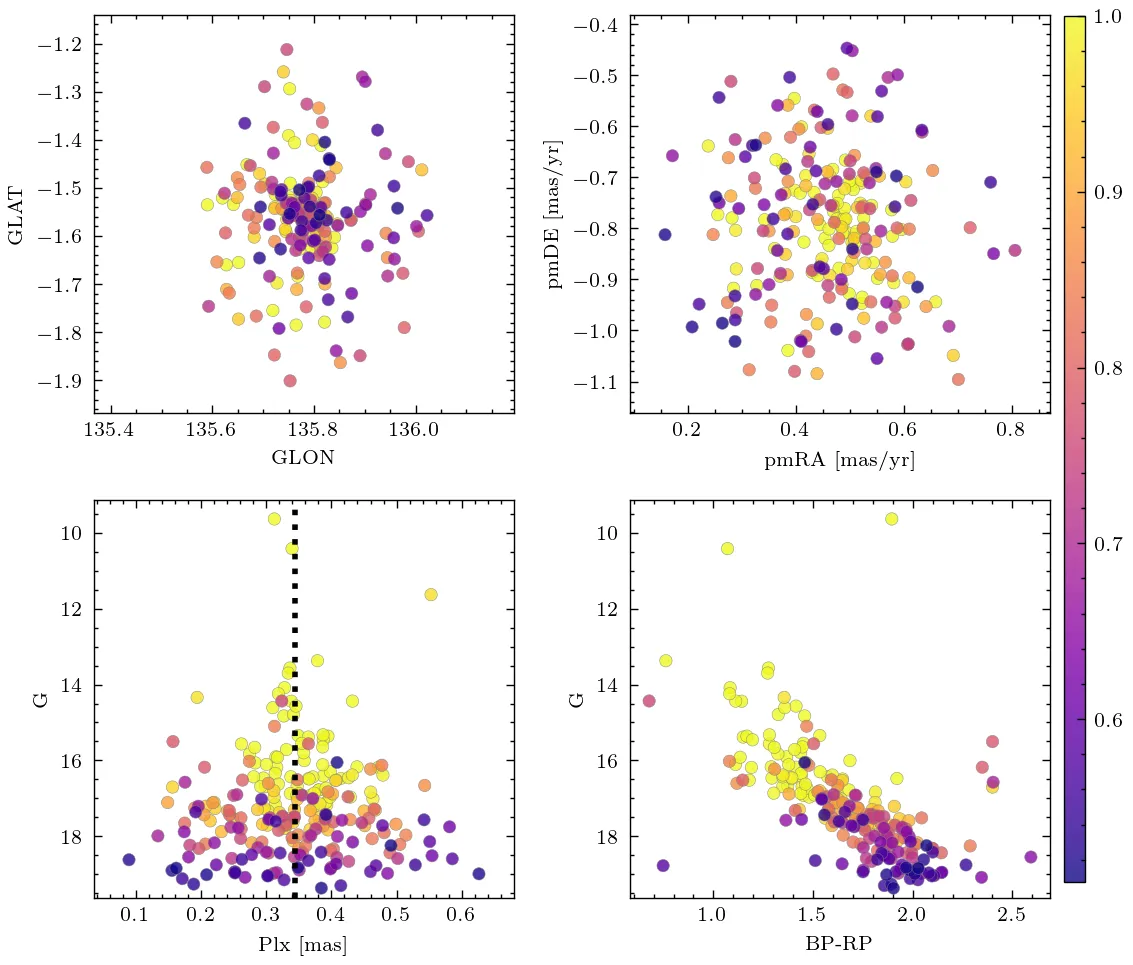 −1.2
−1.3
−1.4
−1.5
−1.6
−1.7
−1.8
−1.9
GLAT
135.4 135.6 135.8 136.0
GLON
−0.4
−0.5
−0.6
−0.7
−0.8
−0.9
−1.0
−1.1
pmDE [mas/yr]
0.2 0.4 0.6 0.8
pmRA [mas/yr]
1.0
0.9
0.8
0.7
0.6
10
12
14
16
18
G
0.1 0.2 0.3 0.4 0.5 0.6
Plx [mas]
10
12
14
16
18
G
1.0 1.5 2.0 2.5
BP-RP